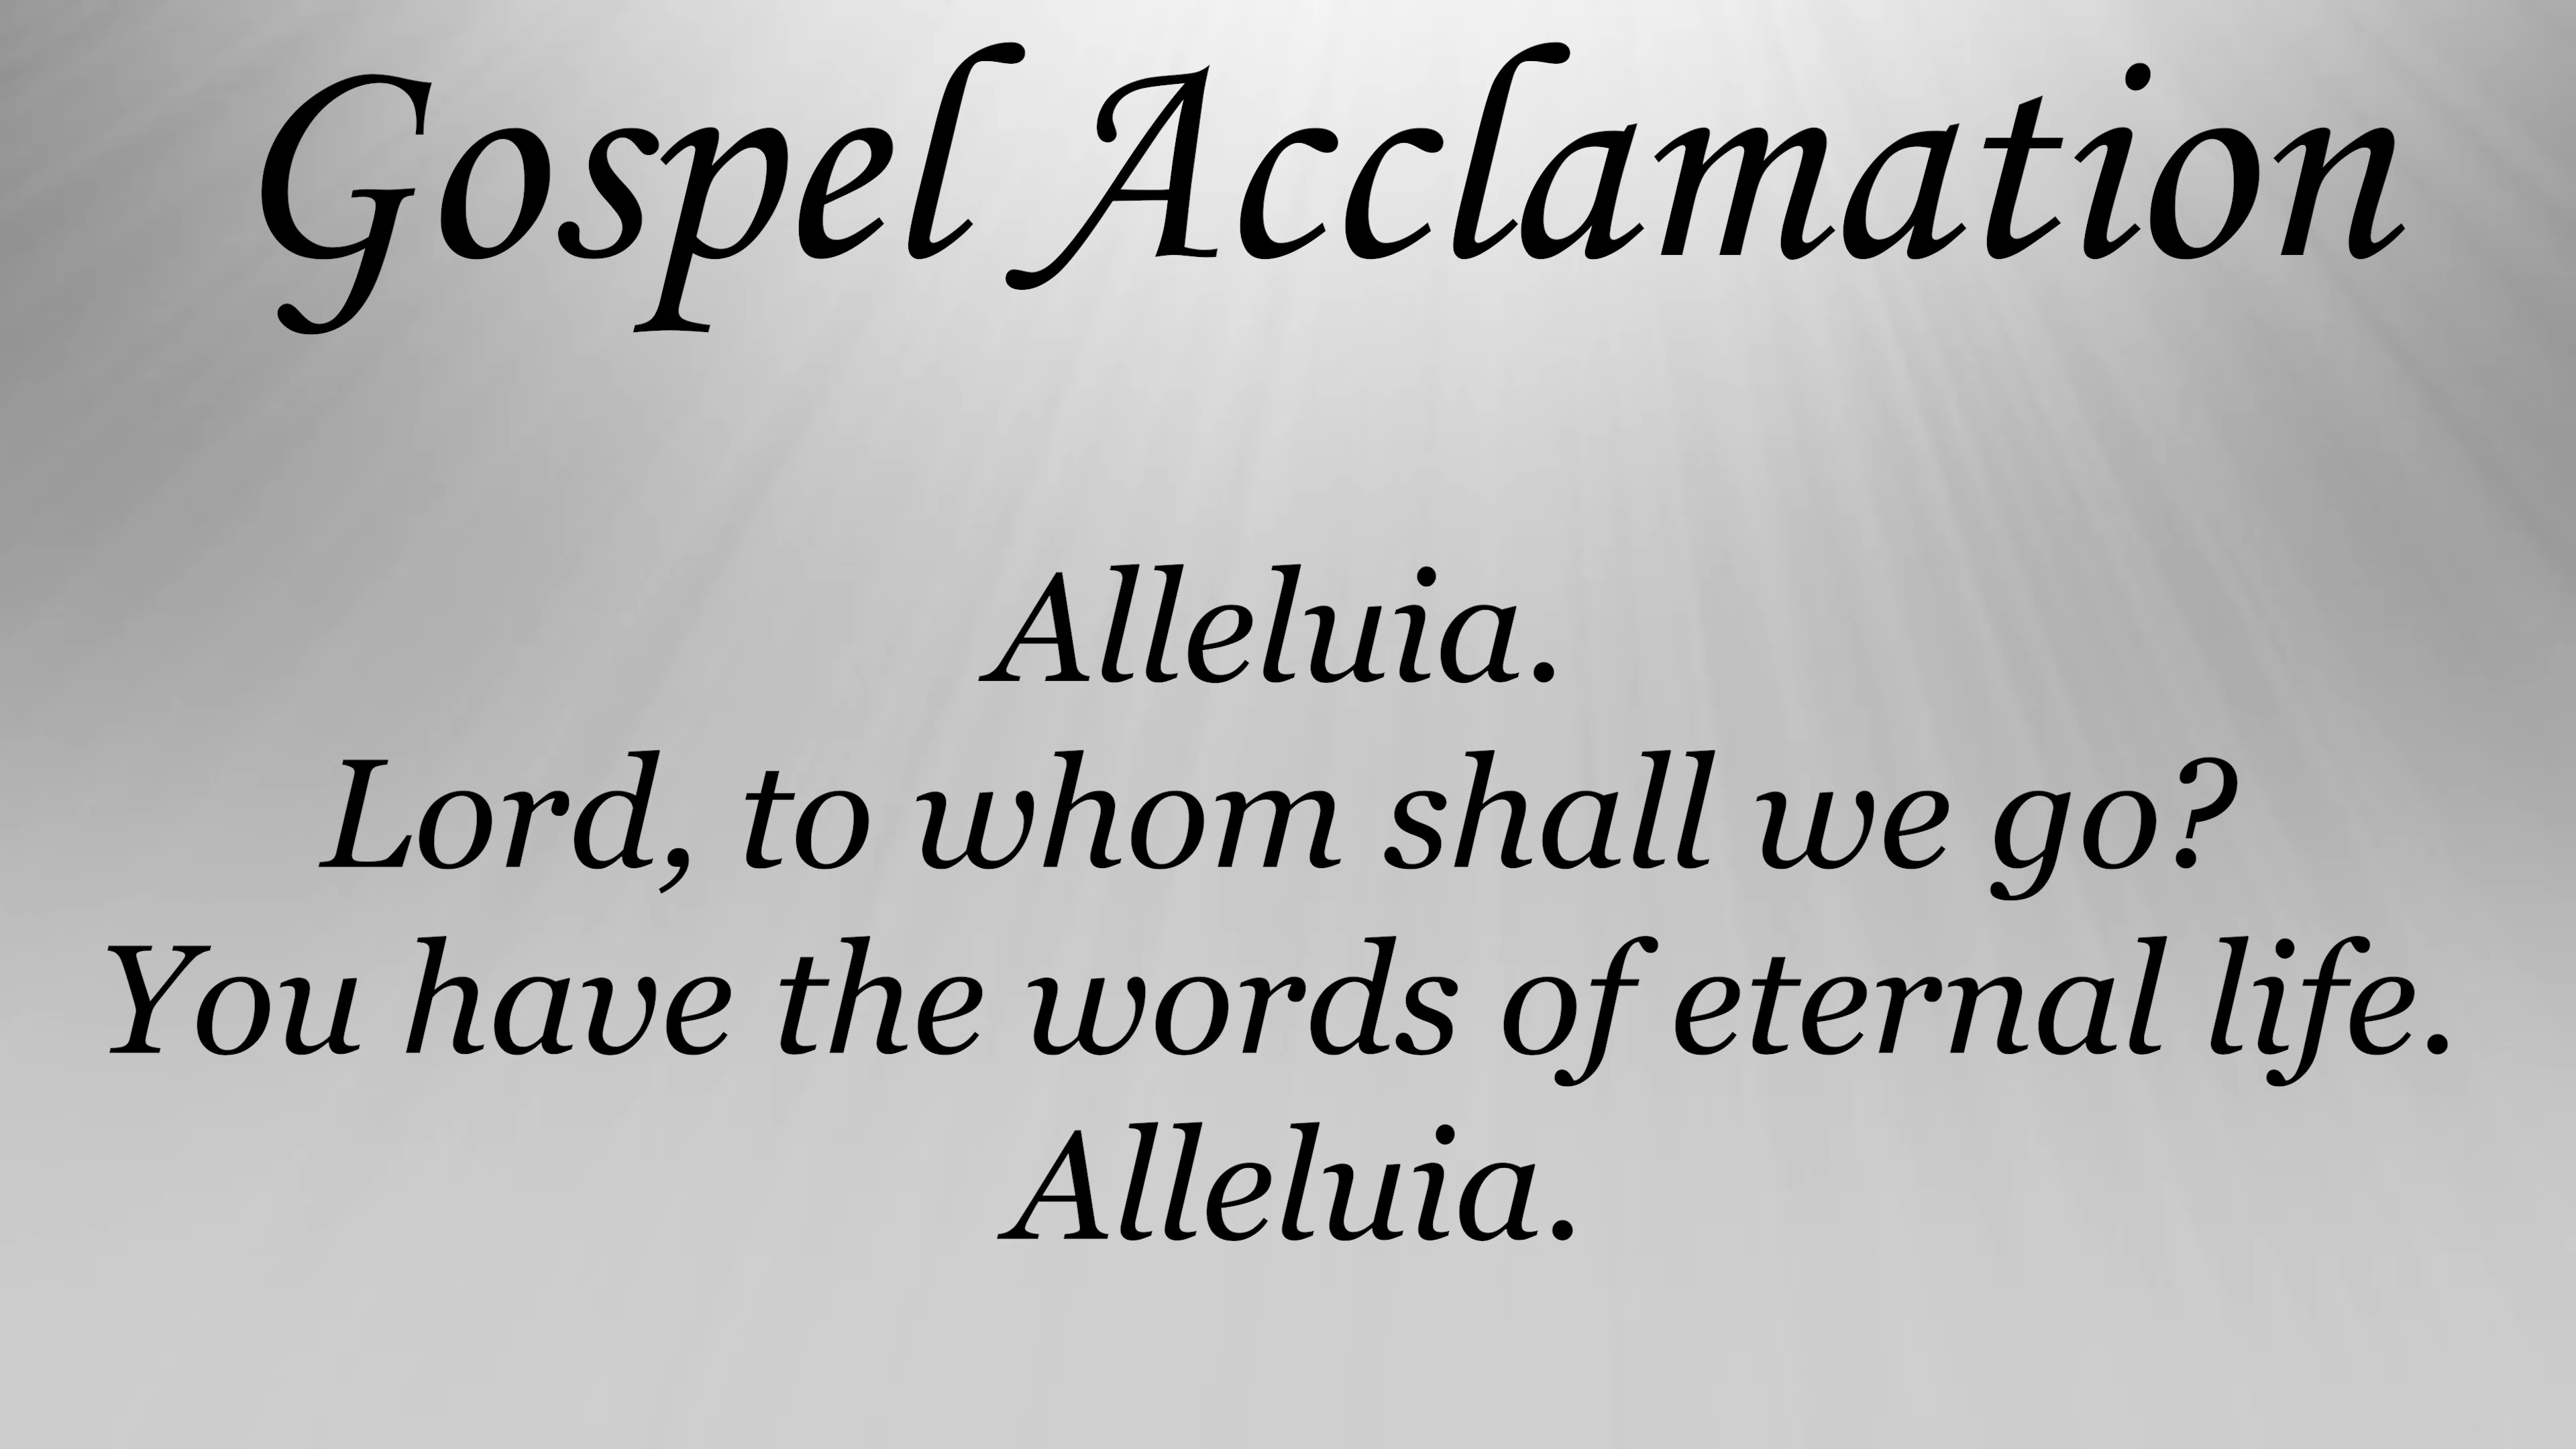 Gospel Acclamation
Alleluia.
Lord, to whom shall we go?
You have the words of eternal life.
Alleluia.